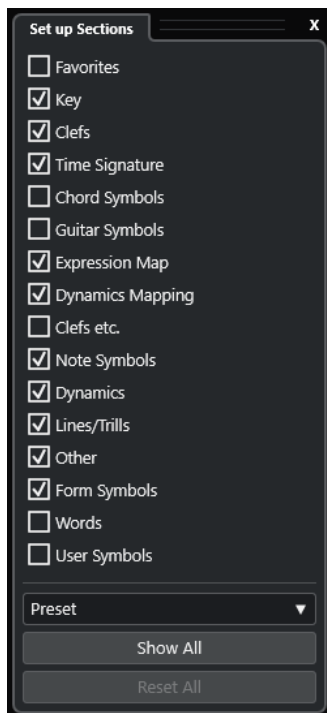 Set up Sections X
Favorites
Key
Clefs
Time Signature
Chord Symbols
Guitar Symbols
Expression Map
Dynamics Mapping
Clefs etc.
Note Symbols
Dynamics
Lines/Trills
Other
Form Symbols
Words
User Symbols
Preset
Show All
Reset All